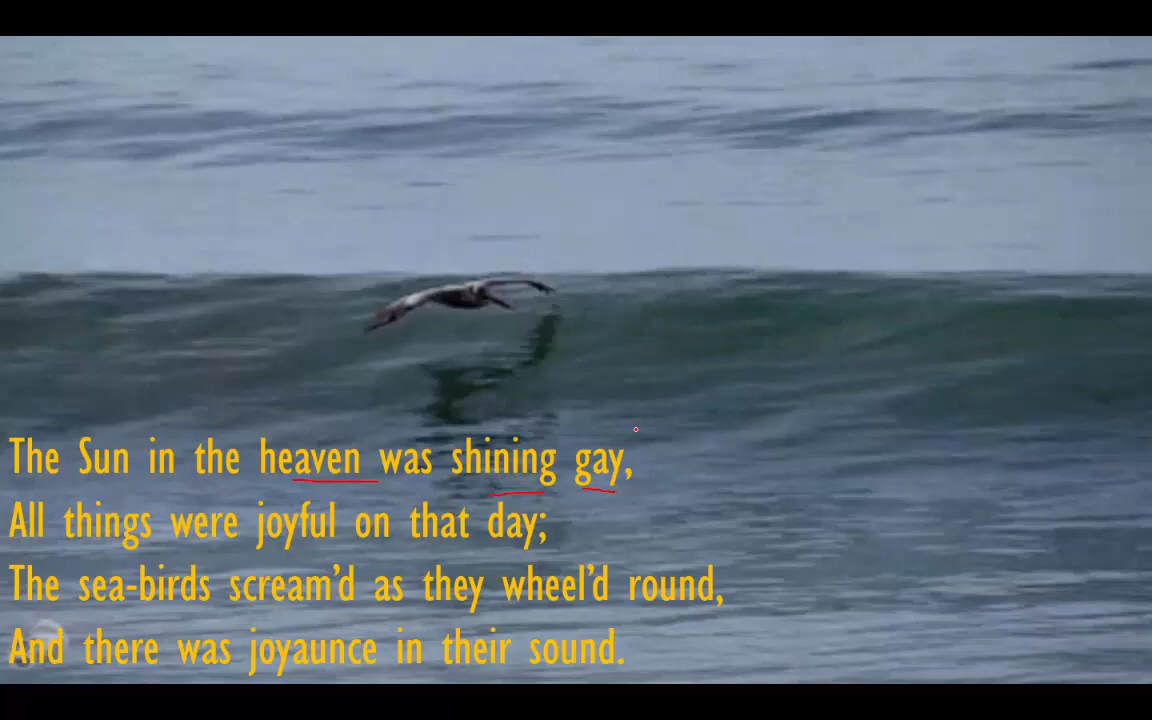 The Sun in the heaven was shining gay,
All things were joyful on that day;
The sea-birds scream’d as they wheel’d round,
And there was joyaunce in their sound.